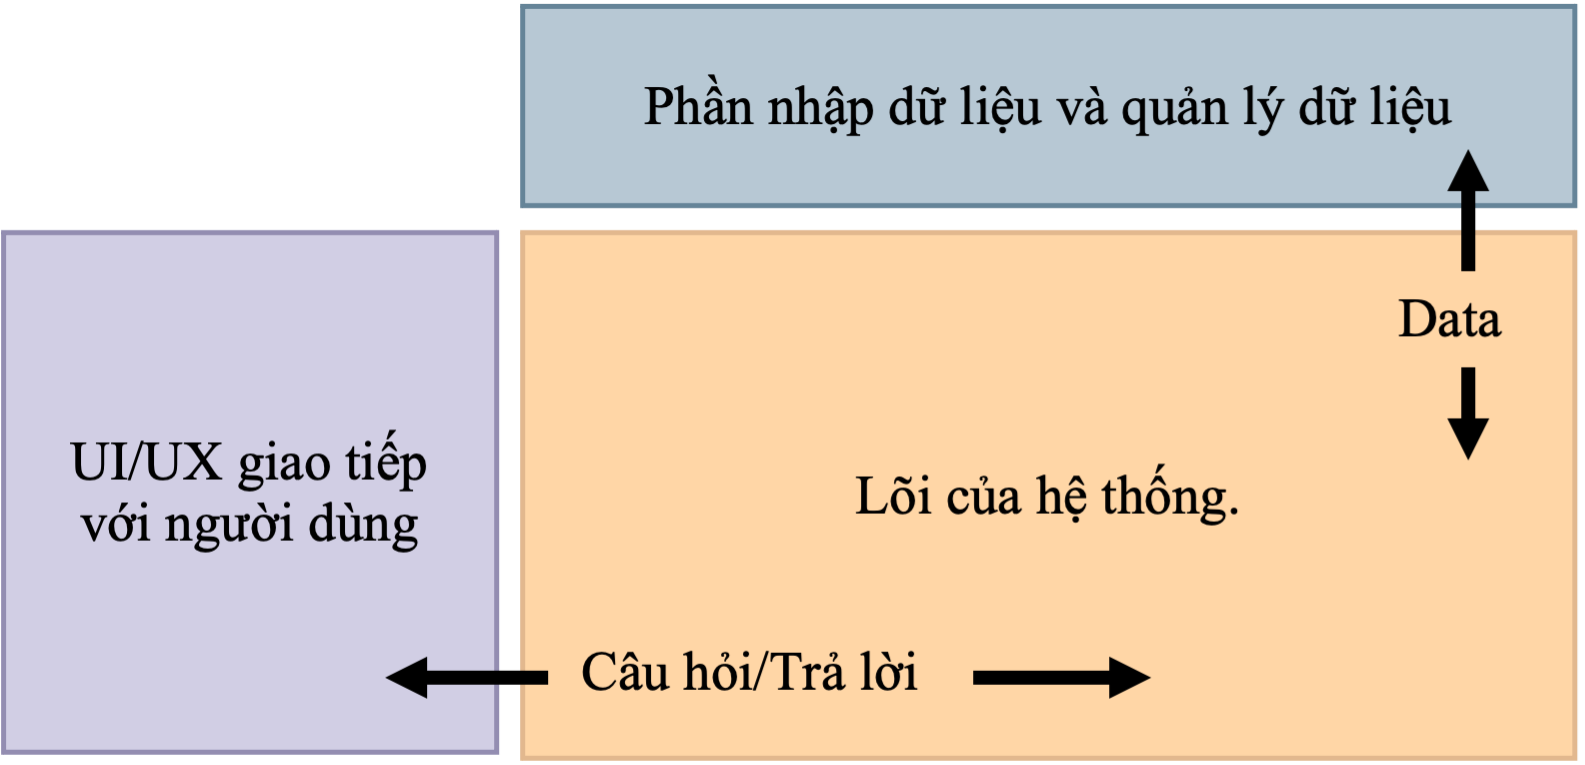 Phần nhập dữ liệu và quản lý dữ liệu
Data
UI/UX giao tiếp
với người dùng
Lõi của hệ thống.
Câu hỏi/Trả lời